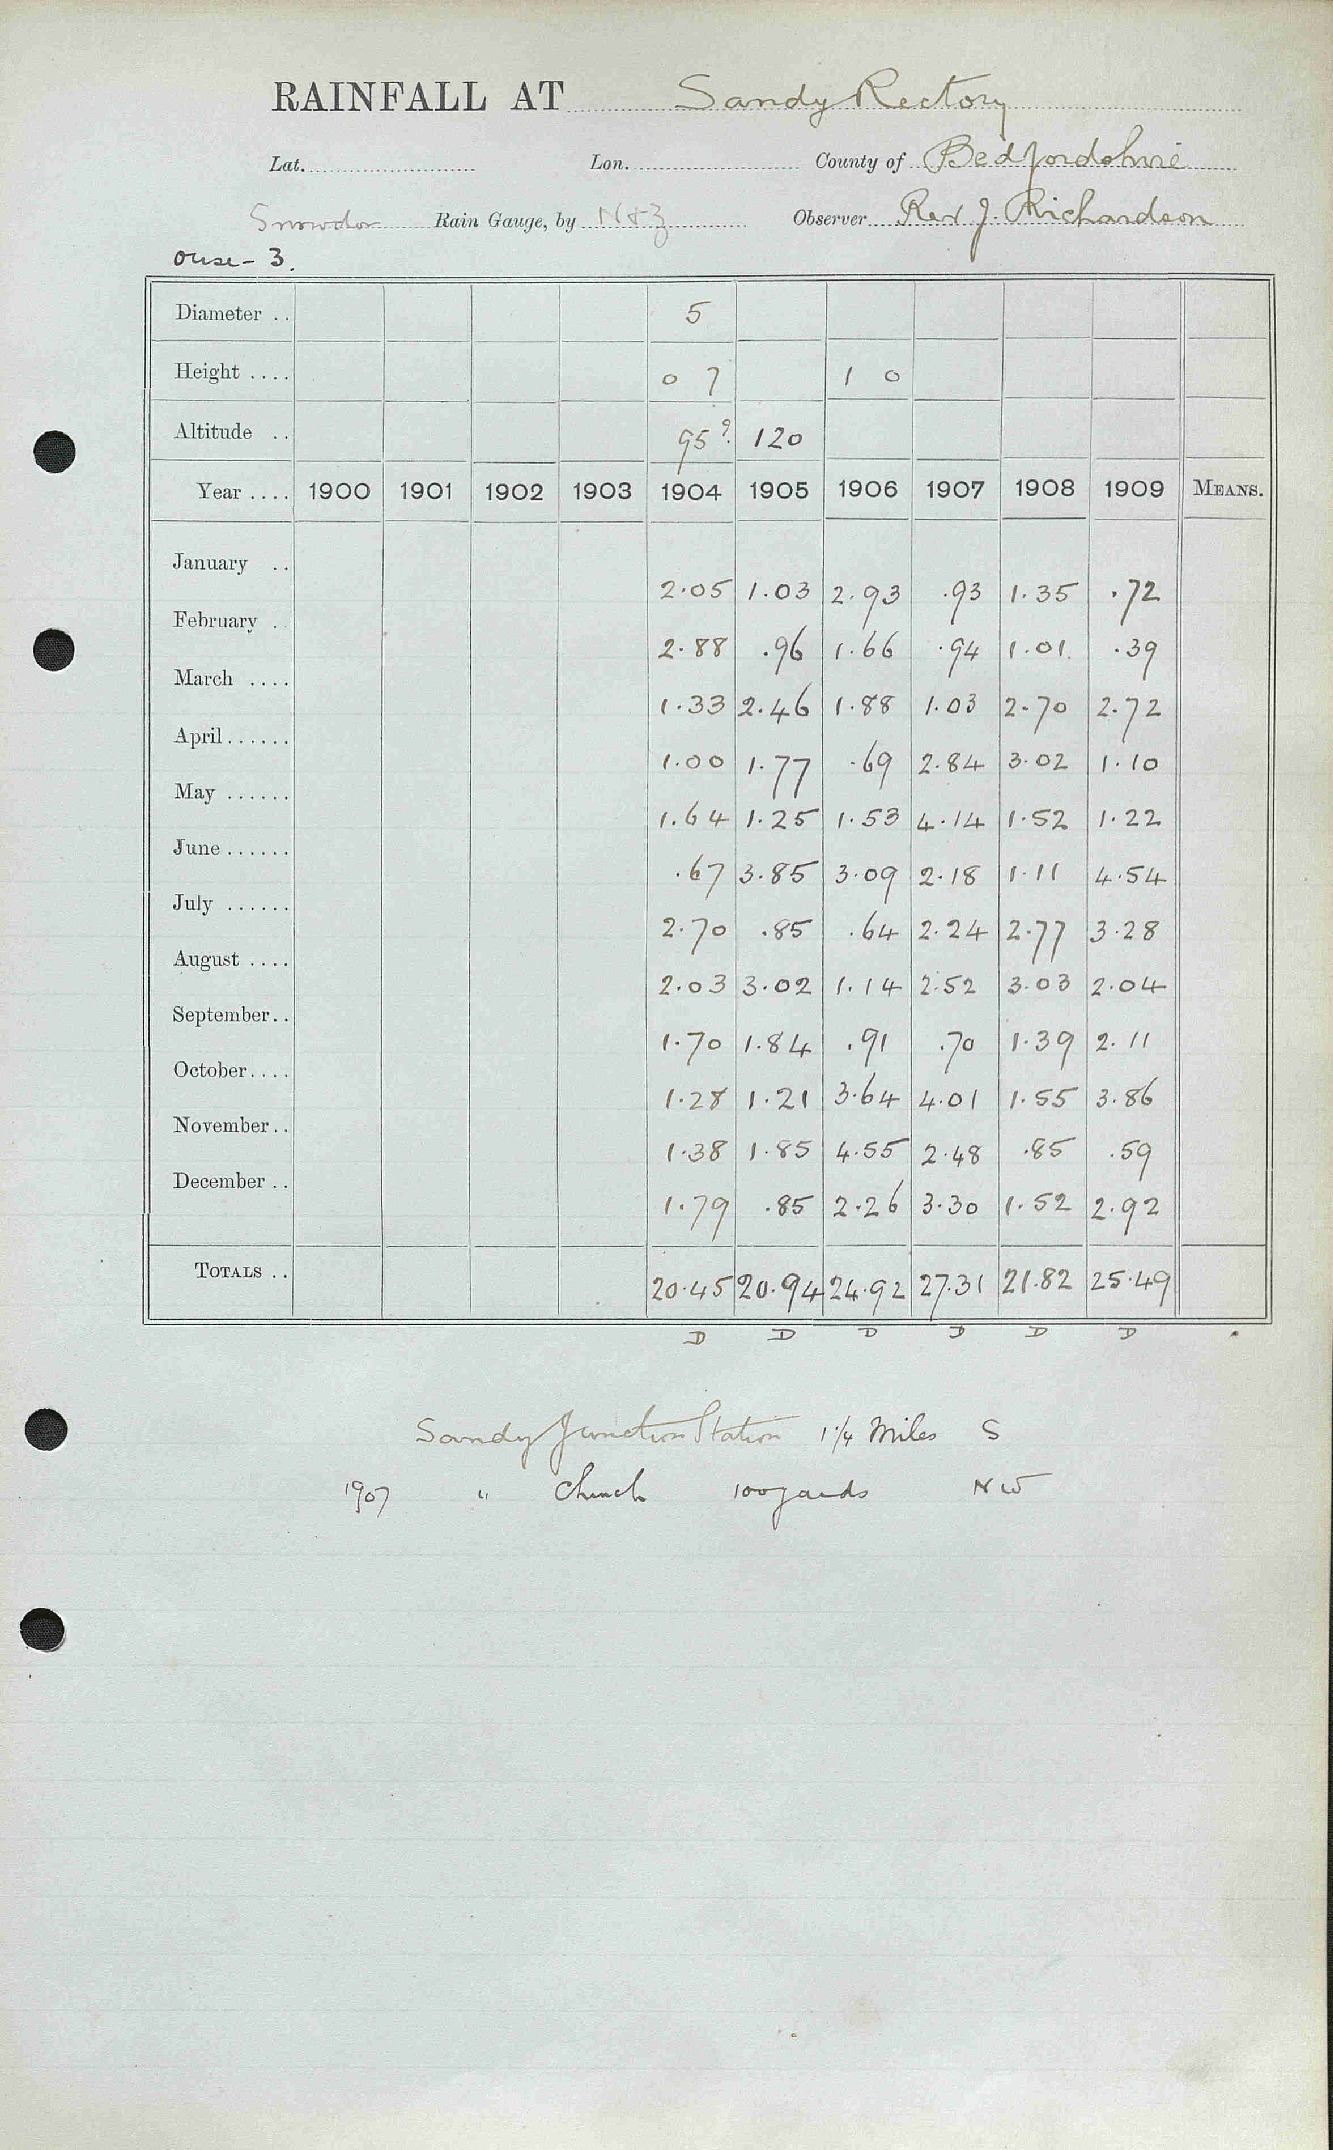 RAINFALL AT Sandy Rectory
Lat. Lon. County of Bedfordshire
Snowdon Rain Gauge, by N & Z Observer Rev J. Richardson
Ouse - 3.
Diameter .. 5
Height .... 0 7 1 0
Altitude .. 95? 120
Year .... 1900 1901 1902 1903 1904 1905 1906 1907 1908 1909 MEANS.
January .. 2.05 1.03 2.93 .93 1.35 .72
February . 2.88 .96 1.66 .94 1.01 .39
March .... 1.33 2.46 1.88 1.03 2.70 2.72
April...... 1.00 1.77 .69 2.84 3.02 1.10
May ...... 1.64 1.25 1.53 4.14 1.52 1.22
June...... .67 3.85 3.09 2.18 1.11 4.54
July ...... 2.70 .85 .64 2.24 2.77 3.28
August .... 2.03 3.02 1.14 2.52 3.03 2.04
September.. 1.70 1.84 .91 .70 1.39 2.11
October.... 1.28 1.21 3.64 4.01 1.55 3.86
November.. 1.38 1.85 4.55 2.48 .85 .59
December .. 1.79 .85 2.26 3.30 1.52 2.92
TOTALS .. 20.45 20.94 24.92 27.31 21.82 25.49
D D D D D D
Sandy Junction Station 1 1/4 Miles S
1907 " Church 100 yards NW